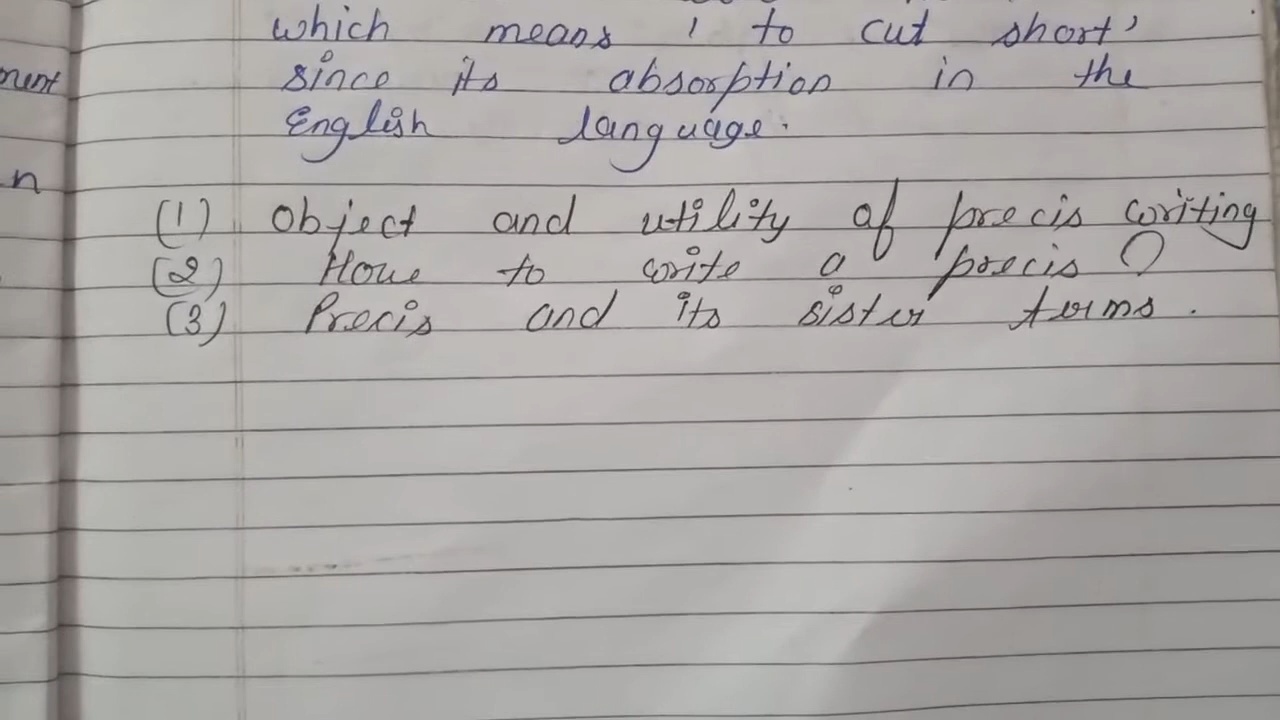 which means 'to cut short'
since its absorption in the
English language.
n
(1) Object and utility of precis writing
(2) Howe to write a precis ?
(3) Precis and its sister terms.